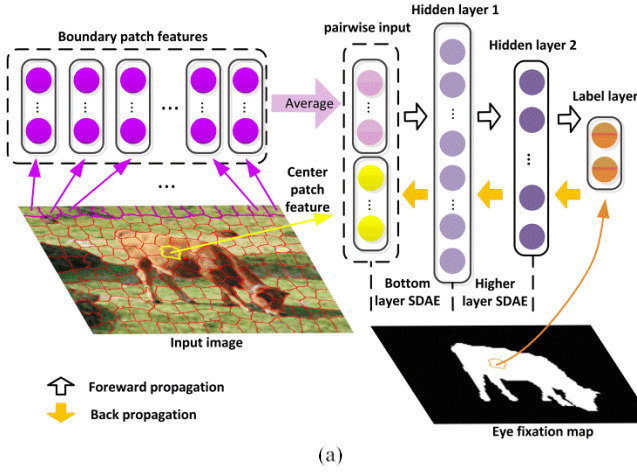 Boundary patch features
pairwise input
Hidden layer 1
Hidden layer 2
Label layer
Average
Center
patch
feature
Bottom
layer SDAE
Higher
layer SDAE
Input image
Foreward propagation
Back propagation
Eye fixation map
(a)